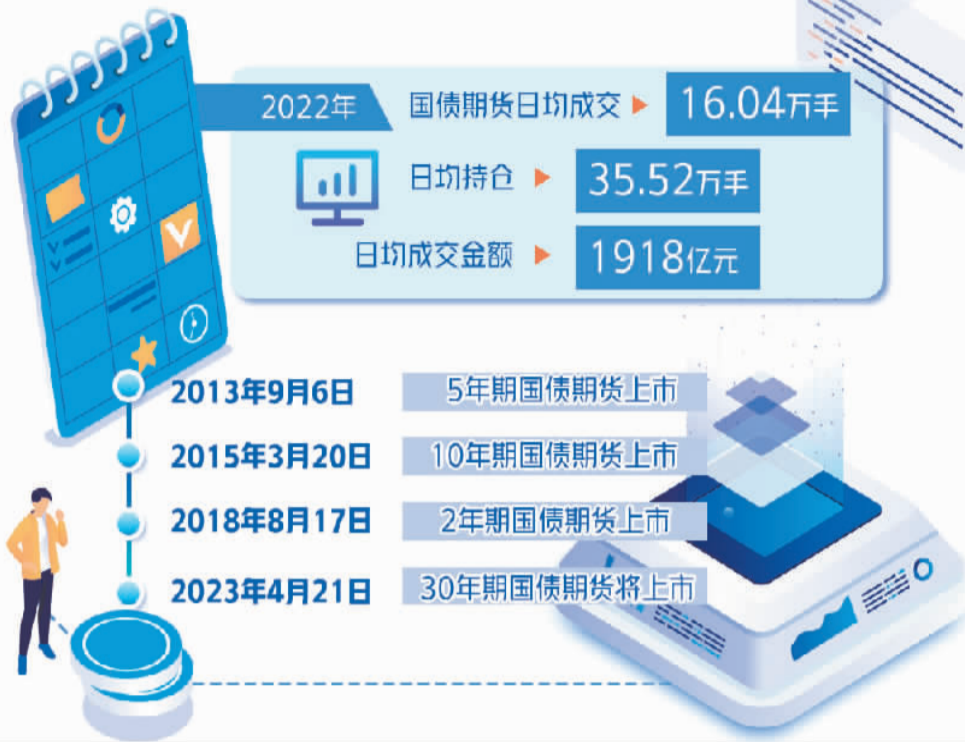 2022年 国债期货日均成交 16.04万手
日均持仓 35.52万手
日均成交金额 1918亿元
2013年9月6日 5年期国债期货上市
2015年3月20日 10年期国债期货上市
2018年8月17日 2年期国债期货上市
2023年4月21日 30年期国债期货将上市